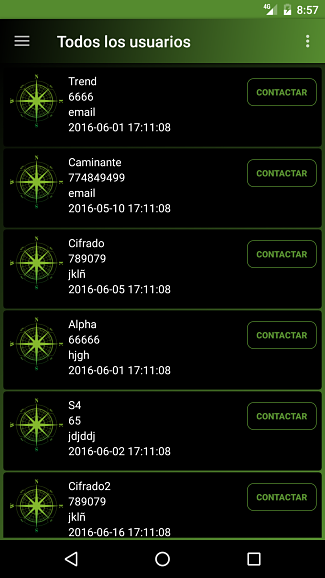 4G 8:57
Todos los usuarios
Trend
6666
email
2016-06-01 17:11:08
CONTACTAR
Caminante
774849499
email
2016-05-10 17:11:08
CONTACTAR
Cifrado
789079
jklñ
2016-06-05 17:11:08
CONTACTAR
Alpha
66666
hjgh
2016-06-01 17:11:08
CONTACTAR
S4
65
jdjddj
2016-06-02 17:11:08
CONTACTAR
Cifrado2
789079
jklñ
2016-06-16 17:11:08
CONTACTAR